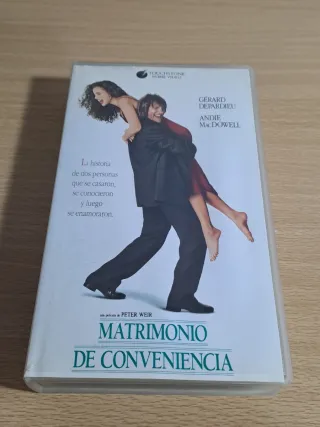 TOUCHSTONE
HOME VIDEO
GÉRARD
DEPARDIEU
ANDIE
MacDOWELL
La historia
de dos personas
que se casaron,
se conocieron
y luego
se enamoraron.
UNA PELICULA DE PETER WEIR
MATRIMONIO
DE CONVENIENCIA